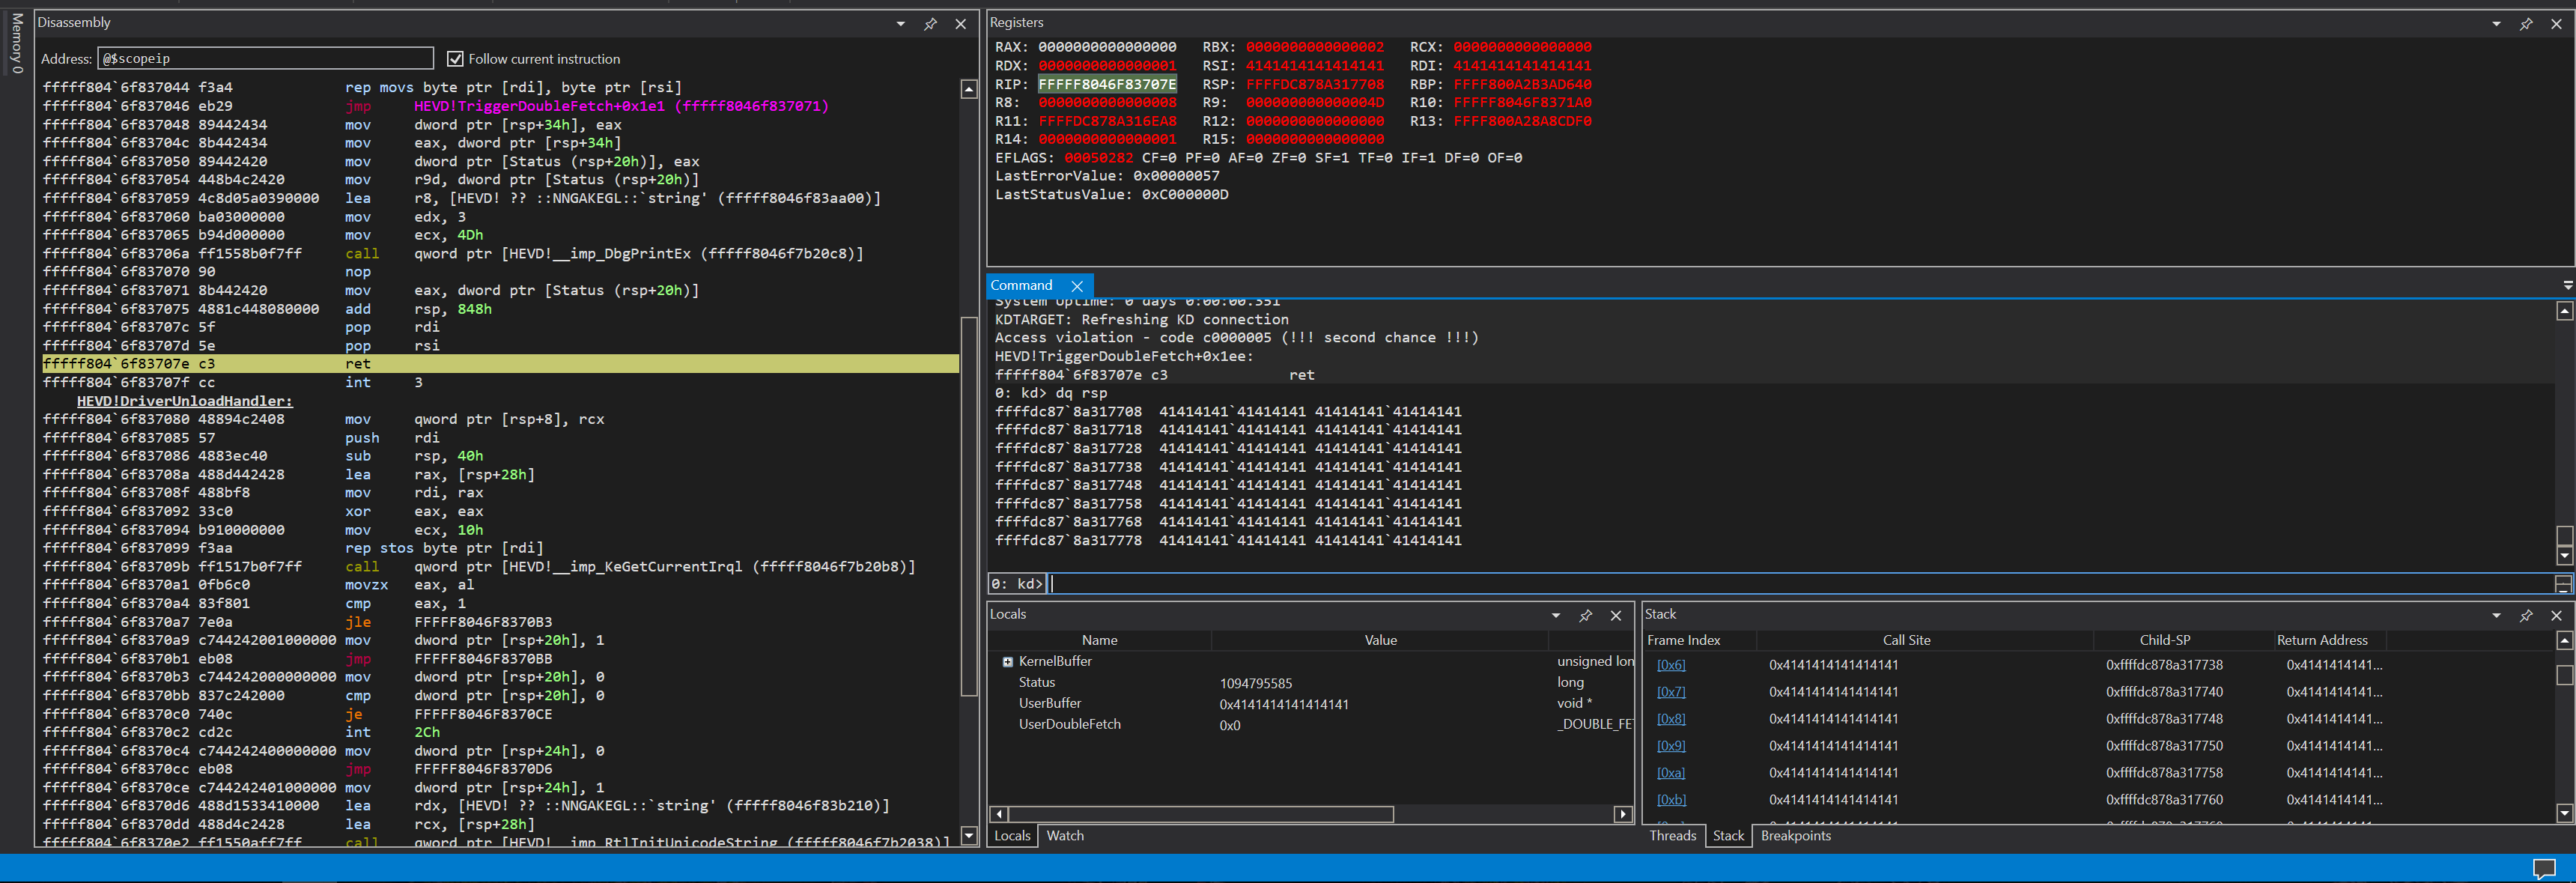 Memory 0
Disassembly
Address: @$scopeip Follow current instruction
fffff804`6f837044 f3a4 rep movs byte ptr [rdi], byte ptr [rsi]
fffff804`6f837046 eb29 jmp HEVD!TriggerDoubleFetch+0x1e1 (fffff8046f837071)
fffff804`6f837048 89442434 mov dword ptr [rsp+34h], eax
fffff804`6f83704c 8b442434 mov eax, dword ptr [rsp+34h]
fffff804`6f837050 89442420 mov dword ptr [Status (rsp+20h)], eax
fffff804`6f837054 448b4c2420 mov r9d, dword ptr [Status (rsp+20h)]
fffff804`6f837059 4c8d05a0390000 lea r8, [HEVD! ?? ::NNGAKEGL::`string' (fffff8046f83aa00)]
fffff804`6f837060 ba03000000 mov edx, 3
fffff804`6f837065 b94d000000 mov ecx, 4Dh
fffff804`6f83706a ff1558b0f7ff call qword ptr [HEVD!__imp_DbgPrintEx (fffff8046f7b20c8)]
fffff804`6f837070 90 nop
fffff804`6f837071 8b442420 mov eax, dword ptr [Status (rsp+20h)]
fffff804`6f837075 4881c448080000 add rsp, 848h
fffff804`6f83707c 5f pop rdi
fffff804`6f83707d 5e pop rsi
fffff804`6f83707e c3 ret
fffff804`6f83707f cc int 3
HEVD!DriverUnloadHandler:
fffff804`6f837080 48894c2408 mov qword ptr [rsp+8], rcx
fffff804`6f837085 57 push rdi
fffff804`6f837086 4883ec40 sub rsp, 40h
fffff804`6f83708a 488d442428 lea rax, [rsp+28h]
fffff804`6f83708f 488bf8 mov rdi, rax
fffff804`6f837092 33c0 xor eax, eax
fffff804`6f837094 b910000000 mov ecx, 10h
fffff804`6f837099 f3aa rep stos byte ptr [rdi]
fffff804`6f83709b ff1517b0f7ff call qword ptr [HEVD!__imp_KeGetCurrentIrql (fffff8046f7b20b8)]
fffff804`6f8370a1 0fb6c0 movzx eax, al
fffff804`6f8370a4 83f801 cmp eax, 1
fffff804`6f8370a7 7e0a jle FFFFF8046F8370B3
fffff804`6f8370a9 c744242001000000 mov dword ptr [rsp+20h], 1
fffff804`6f8370b1 eb08 jmp FFFFF8046F8370BB
fffff804`6f8370b3 c744242000000000 mov dword ptr [rsp+20h], 0
fffff804`6f8370bb 837c242000 cmp dword ptr [rsp+20h], 0
fffff804`6f8370c0 740c je FFFFF8046F8370CE
fffff804`6f8370c2 cd2c int 2Ch
fffff804`6f8370c4 c744242400000000 mov dword ptr [rsp+24h], 0
fffff804`6f8370cc eb08 jmp FFFFF8046F8370D6
fffff804`6f8370ce c744242401000000 mov dword ptr [rsp+24h], 1
fffff804`6f8370d6 488d1533410000 lea rdx, [HEVD! ?? ::NNGAKEGL::`string' (fffff8046f83b210)]
fffff804`6f8370dd 488d4c2428 lea rcx, [rsp+28h]
fffff804`6f8370e2 ff1550aff7ff call qword ptr [HEVD!__imp_RtlInitUnicodeString (fffff8046f7b2038)]
Registers
RAX: 0000000000000000 RBX: 0000000000000002 RCX: 0000000000000000
RDX: 0000000000000001 RSI: 4141414141414141 RDI: 4141414141414141
RIP: FFFFF8046F83707E RSP: FFFFDC878A317708 RBP: FFFF800A2B3AD640
R8: 0000000000000008 R9: 000000000000004D R10: FFFFF8046F8371A0
R11: FFFFDC878A316EA8 R12: 0000000000000000 R13: FFFF800A28A8CDF0
R14: 0000000000000001 R15: 0000000000000000
EFLAGS: 00050282 CF=0 PF=0 AF=0 ZF=0 SF=1 TF=0 IF=1 DF=0 OF=0
LastErrorValue: 0x00000057
LastStatusValue: 0xC000000D
Command
System Uptime: 0 days 0:00:00.351
KDTARGET: Refreshing KD connection
Access violation - code c0000005 (!!! second chance !!!)
HEVD!TriggerDoubleFetch+0x1ee:
fffff804`6f83707e c3 ret
0: kd> dq rsp
ffffdc87`8a317708 41414141`41414141 41414141`41414141
ffffdc87`8a317718 41414141`41414141 41414141`41414141
ffffdc87`8a317728 41414141`41414141 41414141`41414141
ffffdc87`8a317738 41414141`41414141 41414141`41414141
ffffdc87`8a317748 41414141`41414141 41414141`41414141
ffffdc87`8a317758 41414141`41414141 41414141`41414141
ffffdc87`8a317768 41414141`41414141 41414141`41414141
ffffdc87`8a317778 41414141`41414141 41414141`41414141
0: kd>
Locals
Name Value
KernelBuffer unsigned lon
Status 1094795585 long
UserBuffer 0x4141414141414141 void *
UserDoubleFetch 0x0 _DOUBLE_FE
Locals Watch
Stack
Frame Index Call Site Child-SP Return Address
[0x6] 0x4141414141414141 0xffffdc878a317738 0x4141414141...
[0x7] 0x4141414141414141 0xffffdc878a317740 0x4141414141...
[0x8] 0x4141414141414141 0xffffdc878a317748 0x4141414141...
[0x9] 0x4141414141414141 0xffffdc878a317750 0x4141414141...
[0xa] 0x4141414141414141 0xffffdc878a317758 0x4141414141...
[0xb] 0x4141414141414141 0xffffdc878a317760 0x4141414141...
Threads Stack Breakpoints